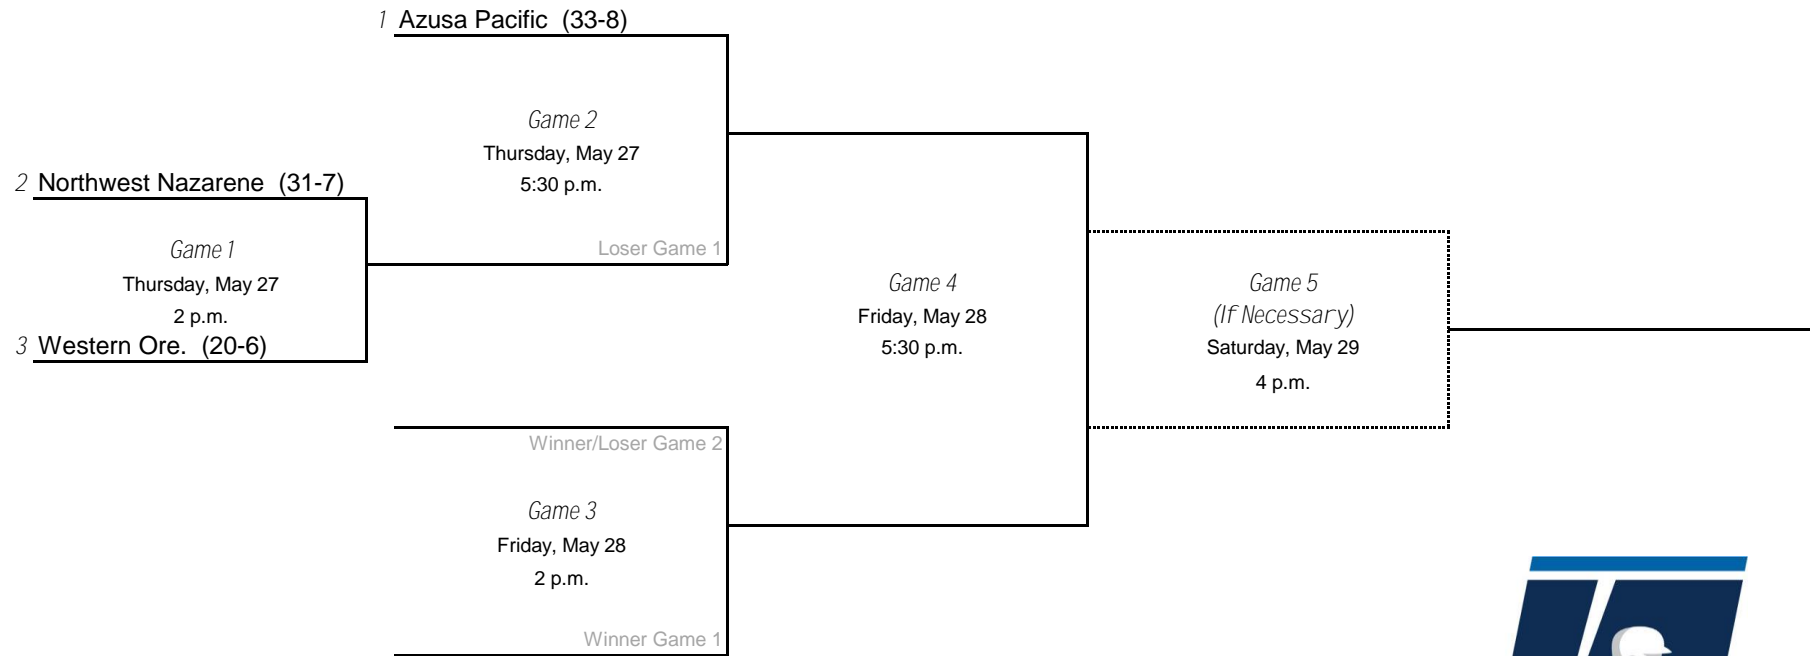 1 Azusa Pacific (33-8)
Game 2
Thursday, May 27
5:30 p.m.
Loser Game 1
2 Northwest Nazarene (31-7)
Game 1
Thursday, May 27
2 p.m.
3 Western Ore. (20-6)
Game 4
Friday, May 28
5:30 p.m.
Game 5
(If Necessary)
Saturday, May 29
4 p.m.
Winner/Loser Game 2
Game 3
Friday, May 28
2 p.m.
Winner Game 1